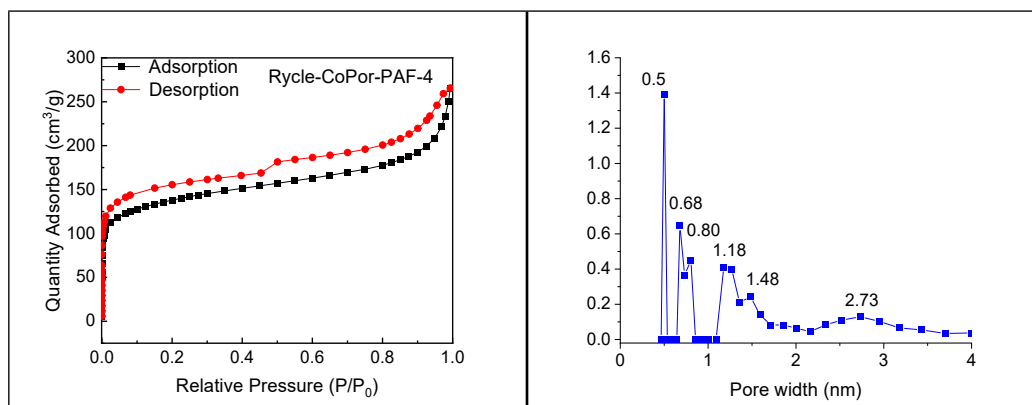 300
250
200
150
100
50
0
Quantity Adsorbed (cm³/g)
Adsorption
Desorption
Rycle-CoPor-PAF-4
0.0 0.2 0.4 0.6 0.8 1.0
Relative Pressure (P/P₀)
1.6
1.4
1.2
1.0
0.8
0.6
0.4
0.2
0.0
0.5
0.68
0.80
1.18
1.48
2.73
0 1 2 3 4
Pore width (nm)